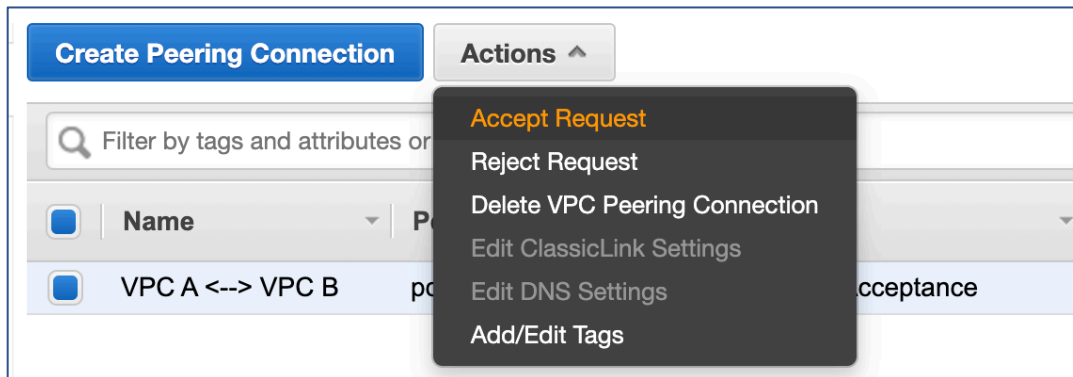 Create Peering Connection Actions
Accept Request
Filter by tags and attributes or
Reject Request
Delete VPC Peering Connection
Name
Edit ClassicLink Settings
VPC A <--> VPC B
Edit DNS Settings
Add/Edit Tags